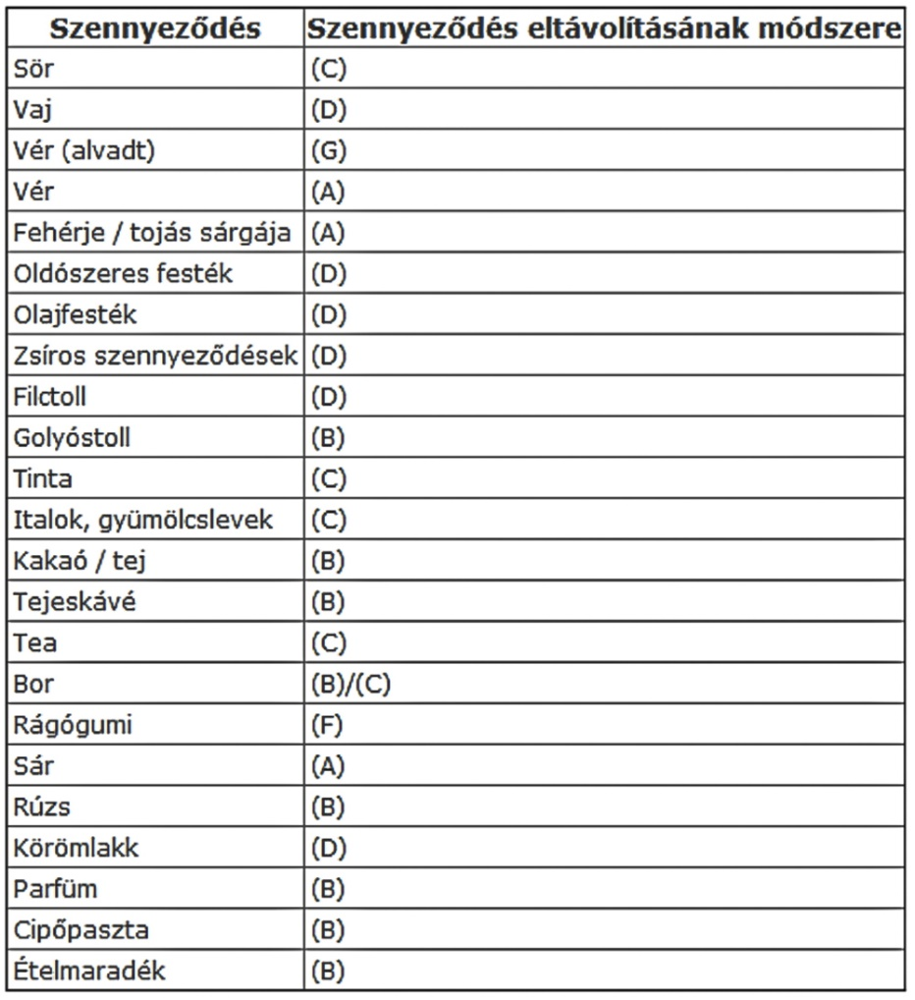 Szennyeződés Szennyeződés eltávolításának módszere
Sör (C)
Vaj (D)
Vér (alvadt) (G)
Vér (A)
Fehérje / tojás sárgája (A)
Oldószeres festék (D)
Olajfesték (D)
Zsíros szennyeződések (D)
Filctoll (D)
Golyóstoll (B)
Tinta (C)
Italok, gyümölcslevek (C)
Kakaó / tej (B)
Tejeskávé (B)
Tea (C)
Bor (B)/(C)
Rágógumi (F)
Sár (A)
Rúzs (B)
Körömlakk (D)
Parfüm (B)
Cipőpaszta (B)
Ételmaradék (B)